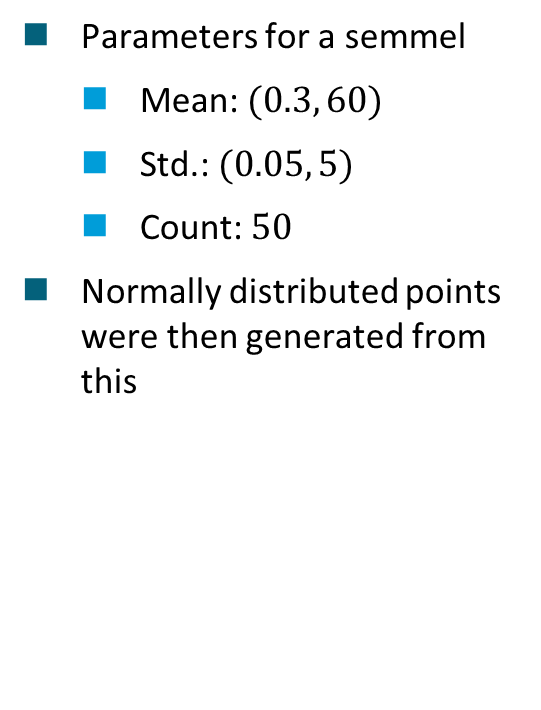 Parameters for a semmel
Mean: (0.3, 60)
Std.: (0.05, 5)
Count: 50
Normally distributed points
were then generated from
this